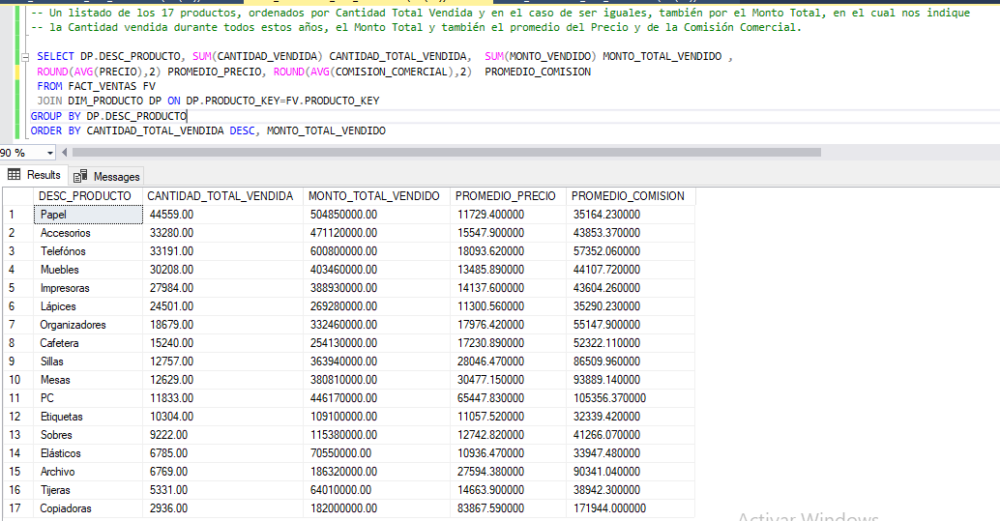 -- Un listado de los 17 productos, ordenados por Cantidad Total Vendida y en el caso de ser iguales, también por el Monto Total, en el cual nos indique
-- la Cantidad vendida durante todos estos años, el Monto Total y también el promedio del Precio y de la Comisión Comercial.
SELECT DP.DESC_PRODUCTO, SUM(CANTIDAD_VENDIDA) CANTIDAD_TOTAL_VENDIDA, SUM(MONTO_VENDIDO) MONTO_TOTAL_VENDIDO ,
ROUND(AVG(PRECIO),2) PROMEDIO_PRECIO, ROUND(AVG(COMISION_COMERCIAL),2) PROMEDIO_COMISION
FROM FACT_VENTAS FV
JOIN DIM_PRODUCTO DP ON DP.PRODUCTO_KEY=FV.PRODUCTO_KEY
GROUP BY DP.DESC_PRODUCTO
ORDER BY CANTIDAD_TOTAL_VENDIDA DESC, MONTO_TOTAL_VENDIDO
90 %
Results Messages
DESC_PRODUCTO CANTIDAD_TOTAL_VENDIDA MONTO_TOTAL_VENDIDO PROMEDIO_PRECIO PROMEDIO_COMISION
1 Papel 44559.00 504850000.00 11729.400000 35164.230000
2 Accesorios 33280.00 471120000.00 15547.900000 43853.370000
3 Telefónos 33191.00 600800000.00 18093.620000 57352.060000
4 Muebles 30208.00 403460000.00 13485.890000 44107.720000
5 Impresoras 27984.00 388930000.00 14137.600000 43604.260000
6 Lápices 24501.00 269280000.00 11300.560000 35290.230000
7 Organizadores 18679.00 332460000.00 17976.420000 55147.900000
8 Cafetera 15240.00 254130000.00 17230.890000 52322.110000
9 Sillas 12757.00 363940000.00 28046.470000 86509.960000
10 Mesas 12629.00 380810000.00 30477.150000 93889.140000
11 PC 11833.00 446170000.00 65447.830000 105356.370000
12 Etiquetas 10304.00 109100000.00 11057.520000 32339.420000
13 Sobres 9222.00 115380000.00 12742.820000 41266.070000
14 Elásticos 6785.00 70550000.00 10936.470000 33947.480000
15 Archivo 6769.00 186320000.00 27594.380000 90341.040000
16 Tijeras 5331.00 64010000.00 14663.900000 38942.300000
17 Copiadoras 2936.00 182000000.00 83867.590000 171944.000000
Activar Windows